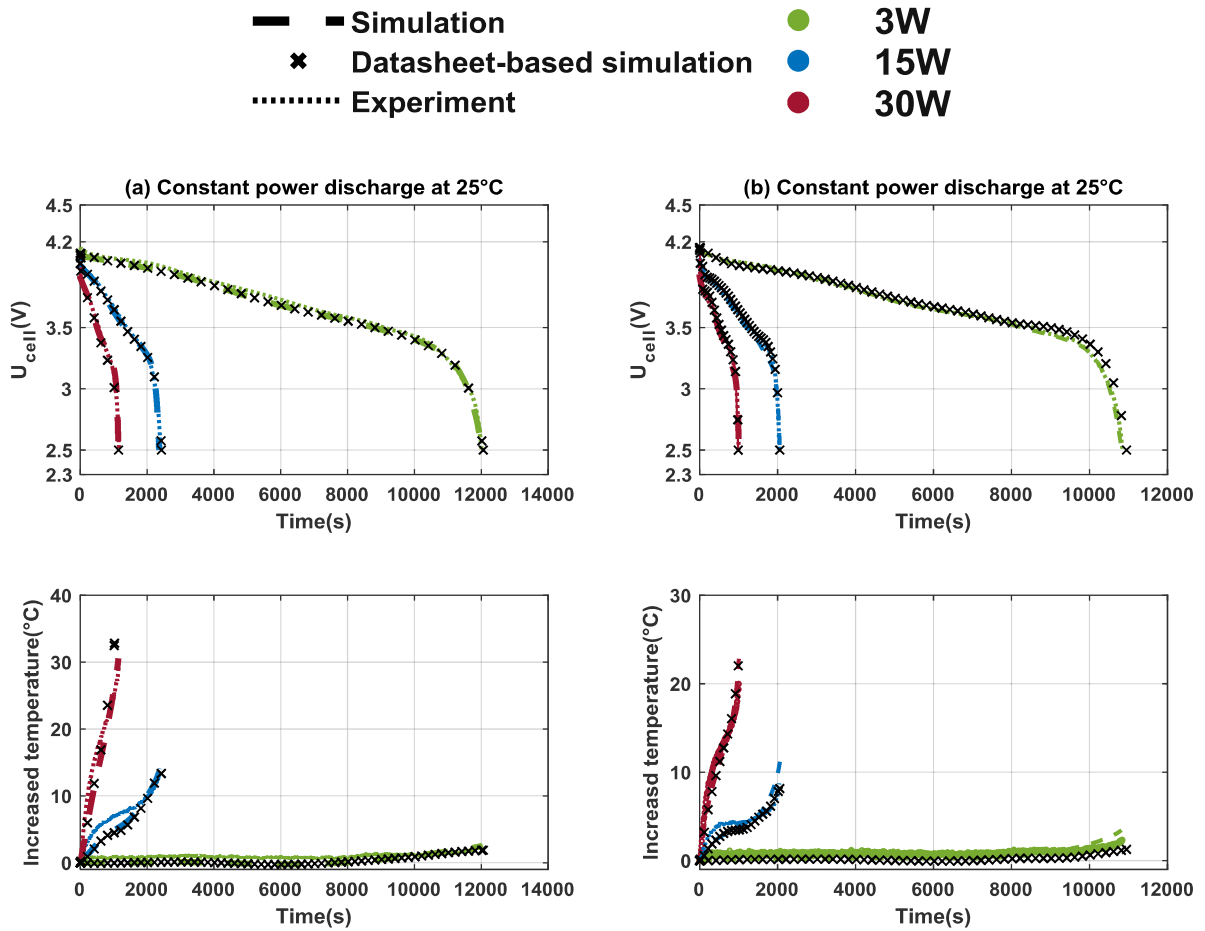 Simulation
Datasheet-based simulation
Experiment
3W
15W
30W
(a) Constant power discharge at 25°C
4.5
4.2
3.5
3
2.5
2.3
U_cell(V)
0 2000 4000 6000 8000 10000 12000 14000
Time(s)
(b) Constant power discharge at 25°C
4.5
4.2
3.5
3
2.5
2.3
U_cell(V)
0 2000 4000 6000 8000 10000 12000
Time(s)
40
30
20
10
0
Increased temperature(°C)
0 2000 4000 6000 8000 10000 12000 14000
Time(s)
30
20
10
0
Increased temperature(°C)
0 2000 4000 6000 8000 10000 12000
Time(s)